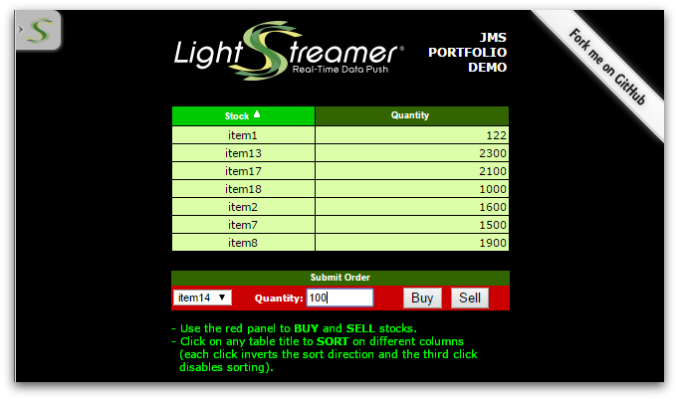 LIGHTSTREAMER
Real-Time Data Push
JMS
PORTFOLIO
DEMO
Fork me on GitHub
Stock Quantity
item1 122
item13 2300
item17 2100
item18 1000
item2 1600
item7 1500
item8 1900
Submit Order
item14 Quantity: 100 Buy Sell
- Use the red panel to BUY and SELL stocks.
- Click on any table title to SORT on different columns
(each click inverts the sort direction and the third click
disables sorting).